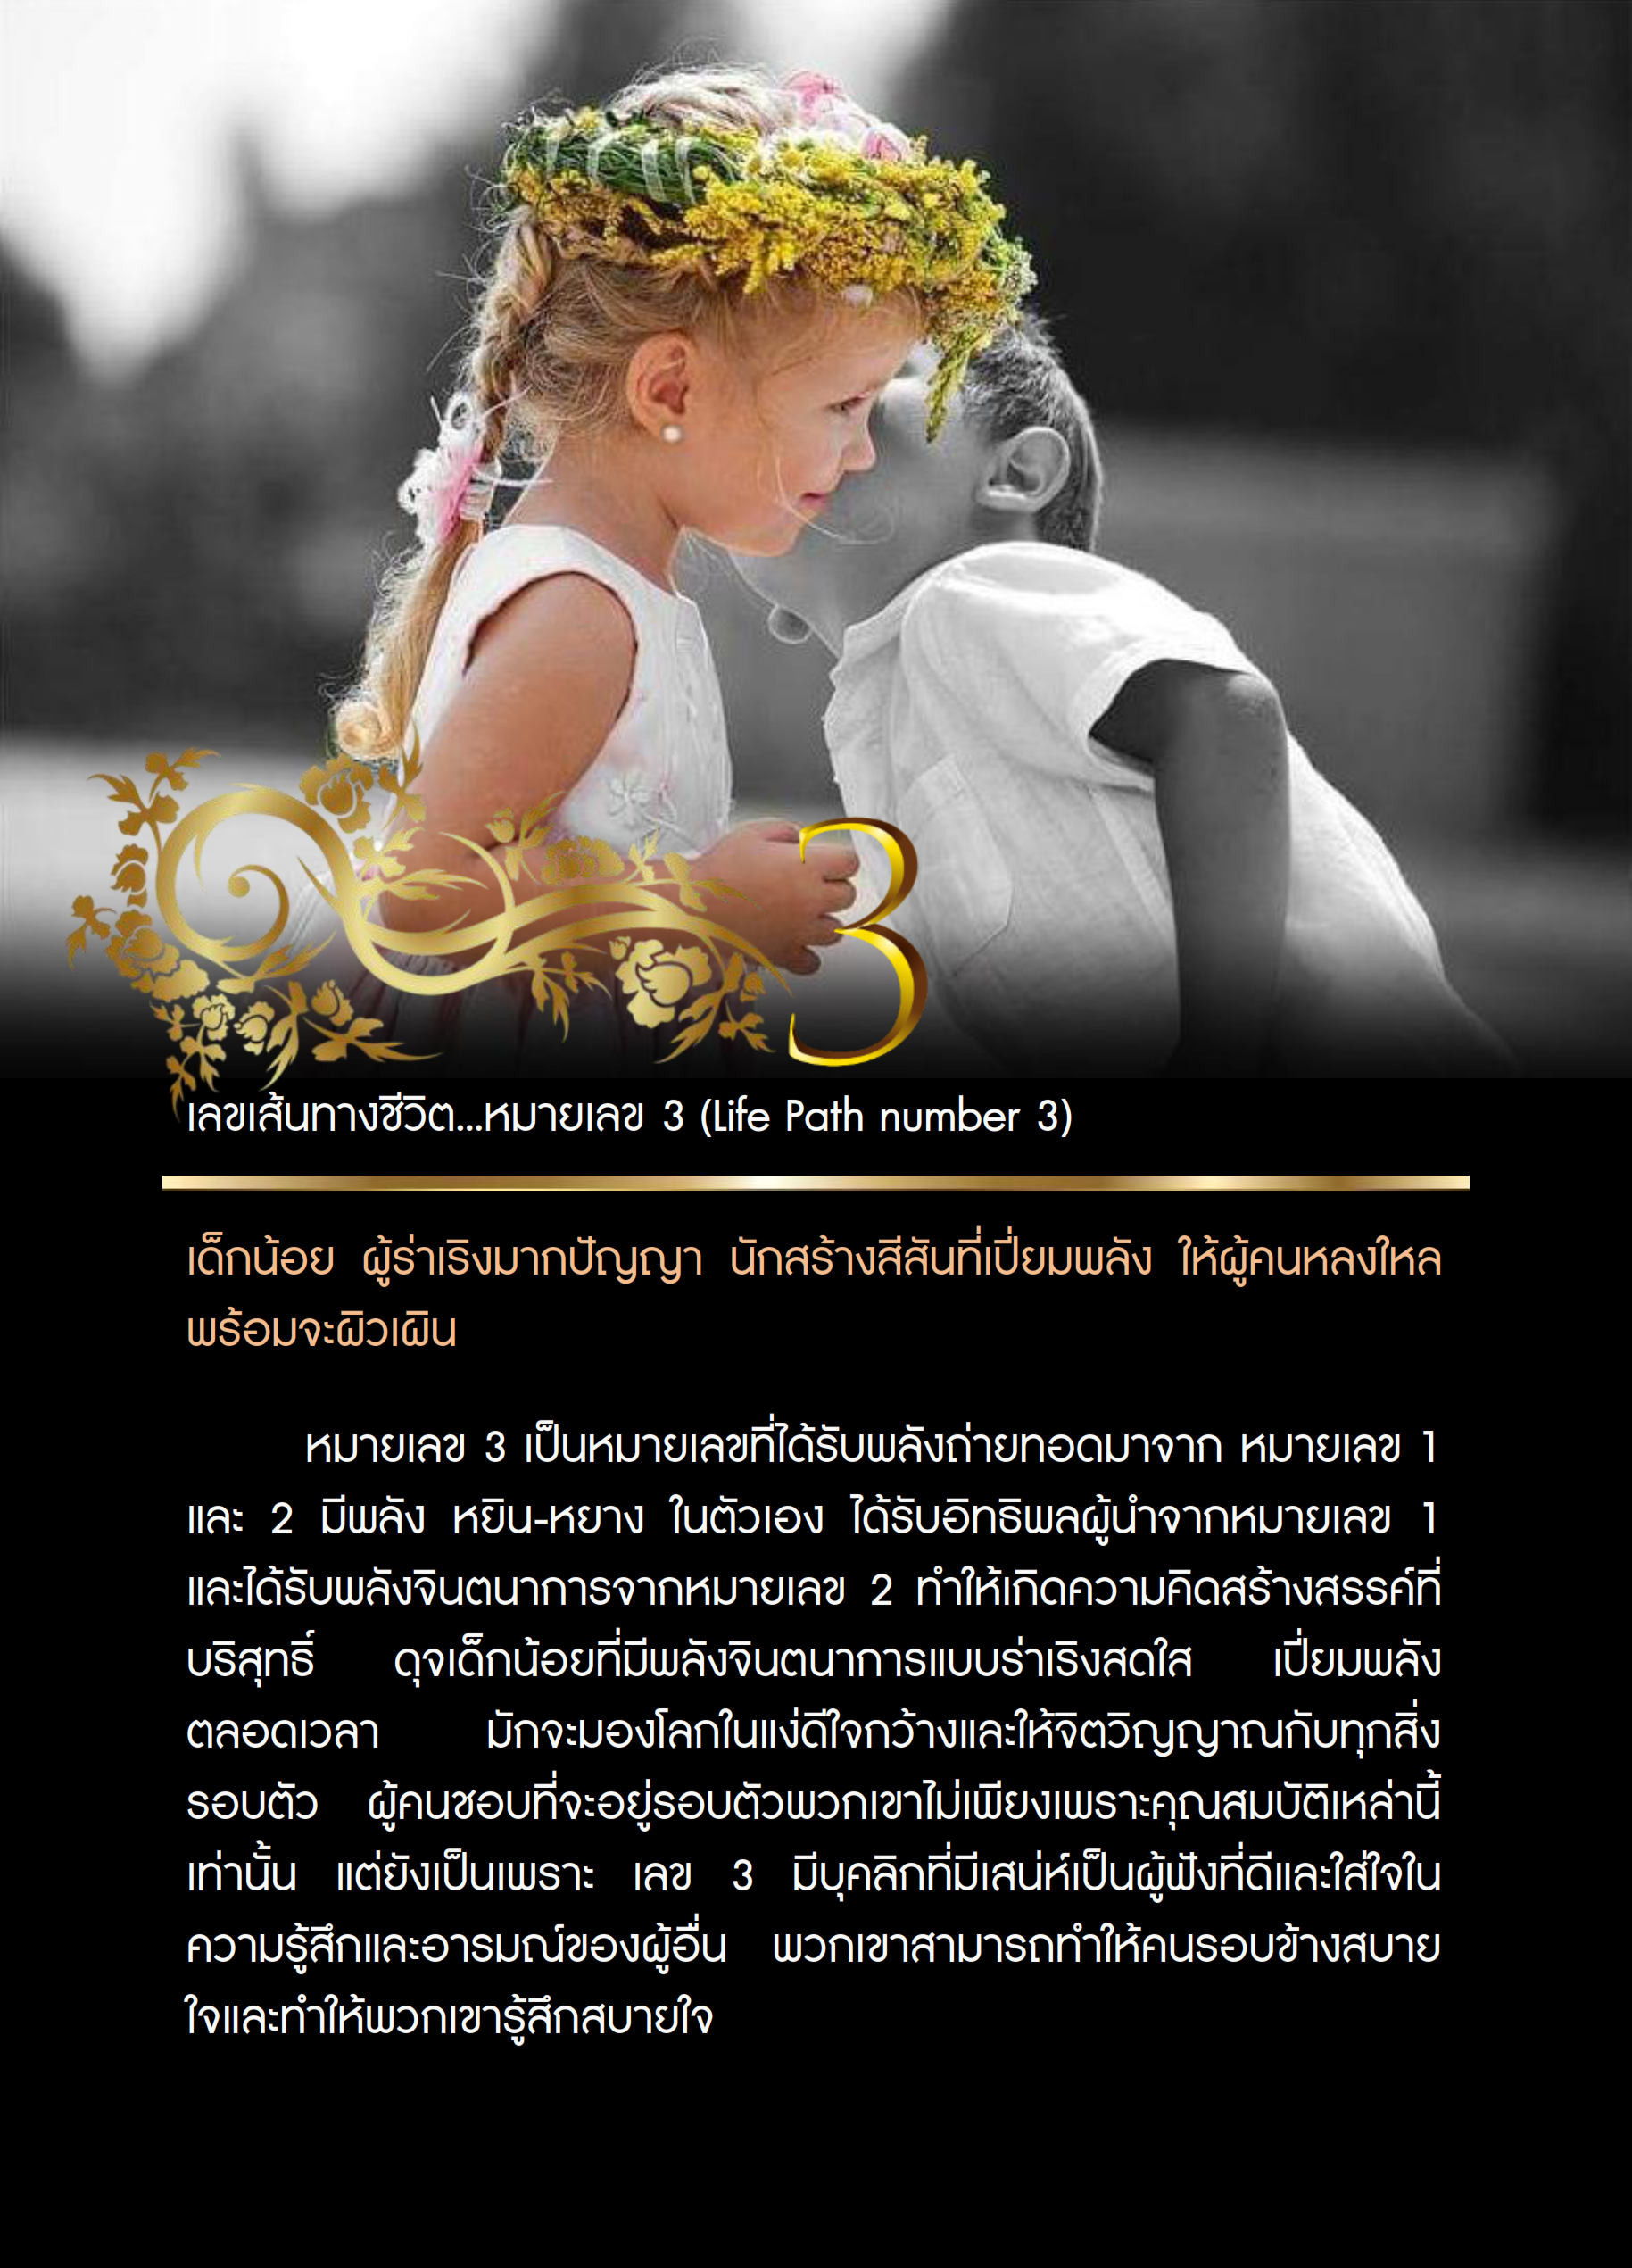 3
เลขเส้นทางชีวิต...หมายเลข 3 (Life Path number 3)
เด็กน้อย ผู้ร่าเริงมากปัญญา นักสร้างสีสันที่เปี่ยมพลัง ให้ผู้คนหลงใหล
พร้อมจะผิวเผิน
หมายเลข 3 เป็นหมายเลขที่ได้รับพลังถ่ายทอดมาจาก หมายเลข 1
และ 2 มีพลัง หยิน-หยาง ในตัวเอง ได้รับอิทธิพลผู้นำจากหมายเลข 1
และได้รับพลังจินตนาการจากหมายเลข 2 ทำให้เกิดความคิดสร้างสรรค์ที่
บริสุทธิ์ ดุจเด็กน้อยที่มีพลังจินตนาการแบบร่าเริงสดใส เปี่ยมพลัง
ตลอดเวลา มักจะมองโลกในแง่ดีใจกว้างและให้จิตวิญญาณกับทุกสิ่ง
รอบตัว ผู้คนชอบที่จะอยู่รอบตัวพวกเขาไม่เพียงเพราะคุณสมบัติเหล่านี้
เท่านั้น แต่ยังเป็นเพราะ เลข 3 มีบุคลิกที่มีเสน่ห์เป็นผู้ฟังที่ดีและใส่ใจใน
ความรู้สึกและอารมณ์ของผู้อื่น พวกเขาสามารถทำให้คนรอบข้างสบาย
ใจและทำให้พวกเขารู้สึกสบายใจ